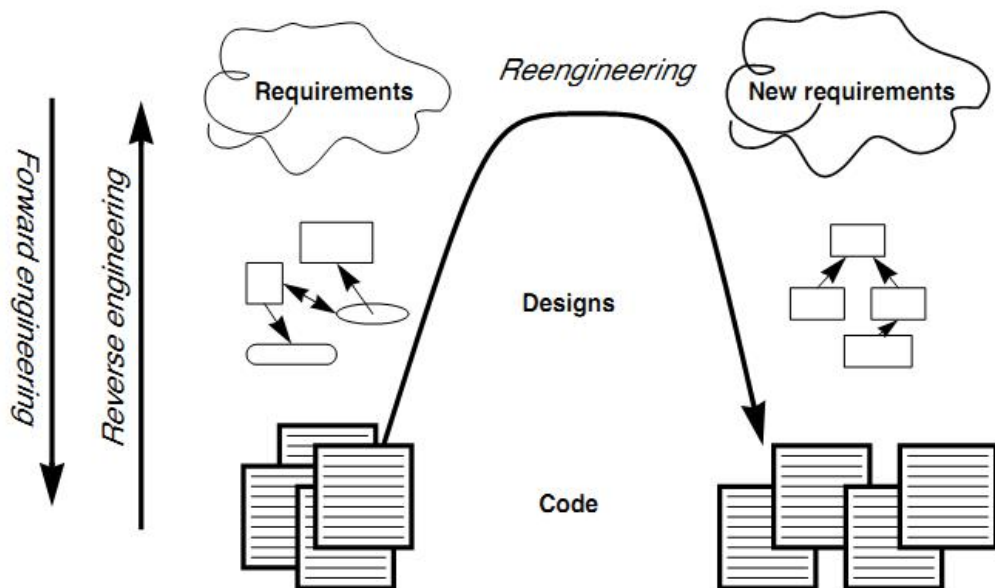 Requirements
Reengineering
New requirements
Forward engineering
Reverse engineering
Designs
Code